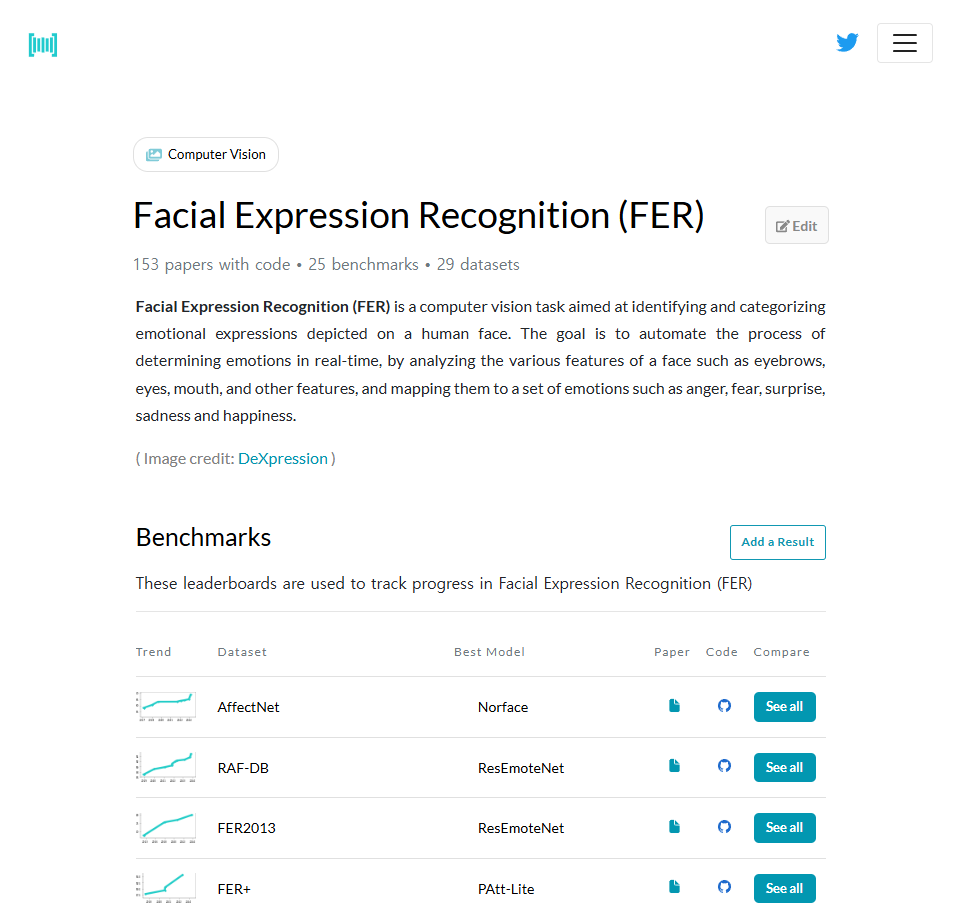 Computer Vision
Facial Expression Recognition (FER)
Edit
153 papers with code • 25 benchmarks • 29 datasets
Facial Expression Recognition (FER) is a computer vision task aimed at identifying and categorizing
emotional expressions depicted on a human face. The goal is to automate the process of
determining emotions in real-time, by analyzing the various features of a face such as eyebrows,
eyes, mouth, and other features, and mapping them to a set of emotions such as anger, fear, surprise,
sadness and happiness.
( Image credit: DeXpression )
Benchmarks
Add a Result
These leaderboards are used to track progress in Facial Expression Recognition (FER)
Trend Dataset Best Model Paper Code Compare
AffectNet Norface See all
RAF-DB ResEmoteNet See all
FER2013 ResEmoteNet See all
FER+ PAtt-Lite See all